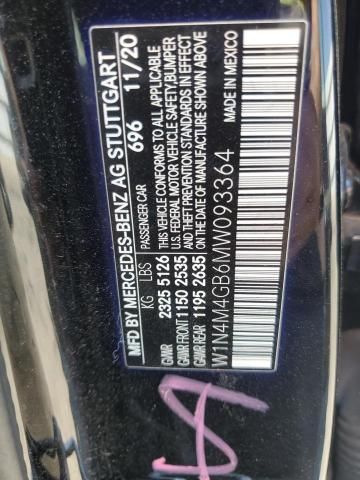 MFD BY MERCEDES-BENZ AG STUTTGART
696 11/20
PASSENGER CAR
KG LBS
GVWR 2325 5126
GAWR FRONT 1150 2535
GAWR REAR 1195 2635
THIS VEHICLE CONFORMS TO ALL APPLICABLE
U.S. FEDERAL MOTOR VEHICLE SAFETY, BUMPER
AND THEFT PREVENTION STANDARDS IN EFFECT
ON THE DATE OF MANUFACTURE SHOWN ABOVE
MADE IN MEXICO
W1N4M4GB6MW093364